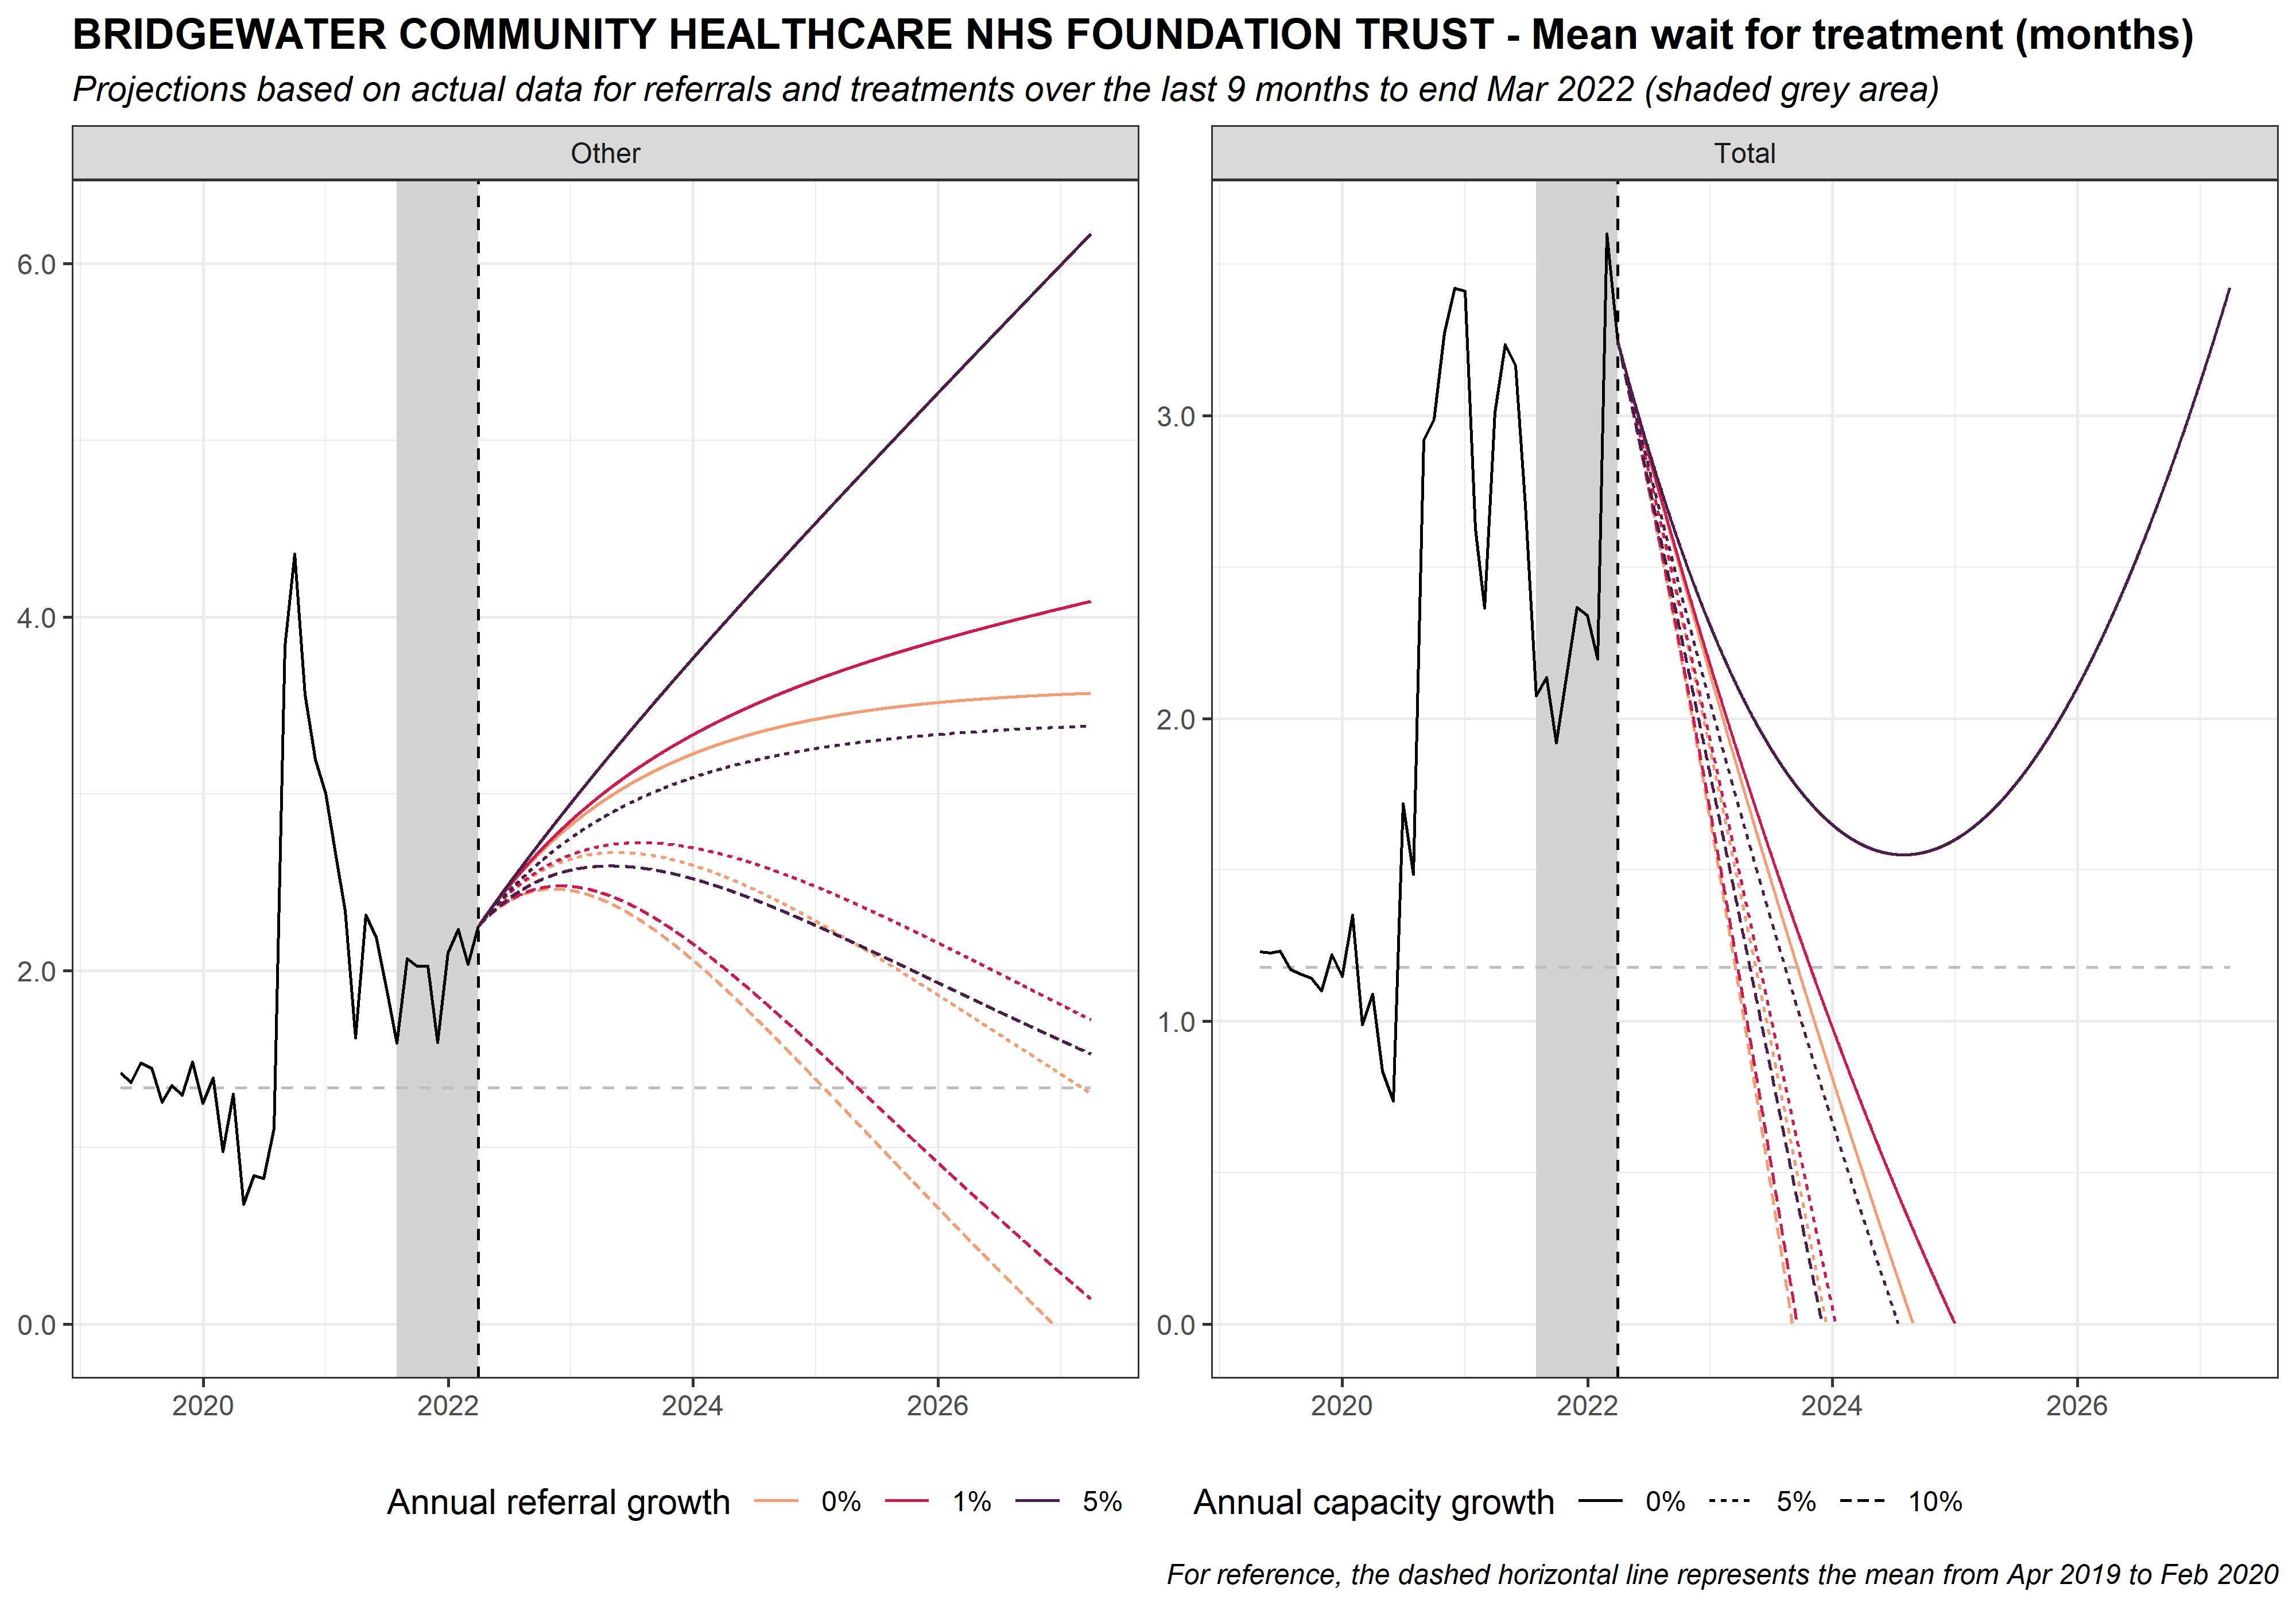 BRIDGEWATER COMMUNITY HEALTHCARE NHS FOUNDATION TRUST - Mean wait for treatment (months)
Projections based on actual data for referrals and treatments over the last 9 months to end Mar 2022 (shaded grey area)
Other
Total
6.0
4.0
2.0
0.0
3.0
2.0
1.0
0.0
2020 2022 2024 2026
2020 2022 2024 2026
Annual referral growth 0% 1% 5%
Annual capacity growth 0% 5% 10%
For reference, the dashed horizontal line represents the mean from Apr 2019 to Feb 2020